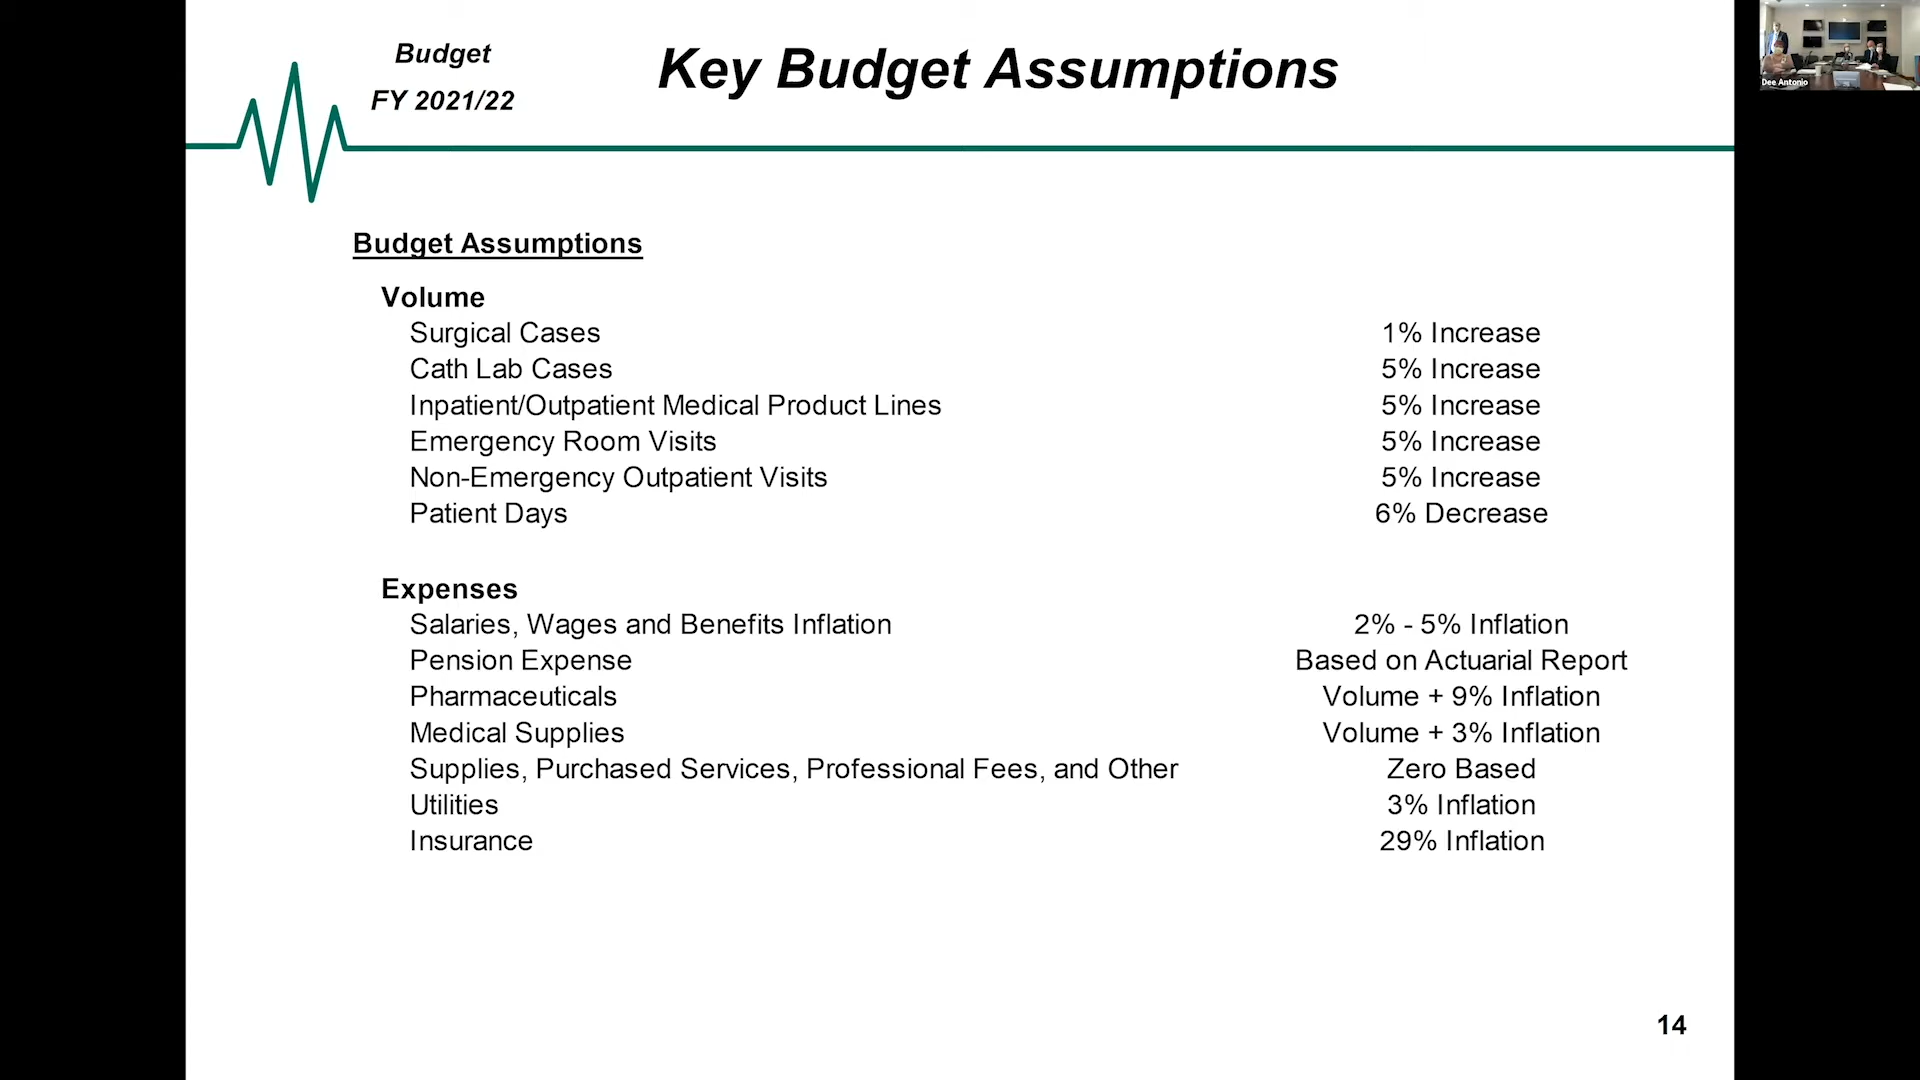 Budget
FY 2021/22
Key Budget Assumptions
Dee Antonio
Budget Assumptions
Volume
Surgical Cases 1% Increase
Cath Lab Cases 5% Increase
Inpatient/Outpatient Medical Product Lines 5% Increase
Emergency Room Visits 5% Increase
Non-Emergency Outpatient Visits 5% Increase
Patient Days 6% Decrease
Expenses
Salaries, Wages and Benefits Inflation 2% - 5% Inflation
Pension Expense Based on Actuarial Report
Pharmaceuticals Volume + 9% Inflation
Medical Supplies Volume + 3% Inflation
Supplies, Purchased Services, Professional Fees, and Other Zero Based
Utilities 3% Inflation
Insurance 29% Inflation
14